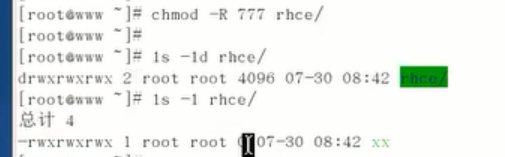 [root@www ~]# chmod -R 777 rhce/
[root@www ~]#
[root@www ~]# ls -ld rhce/
drwxrwxrwx 2 root root 4096 07-30 08:42 rhce/
[root@www ~]# ls -l rhce/
总计 4
-rwxrwxrwx 1 root root 07-30 08:42 xx